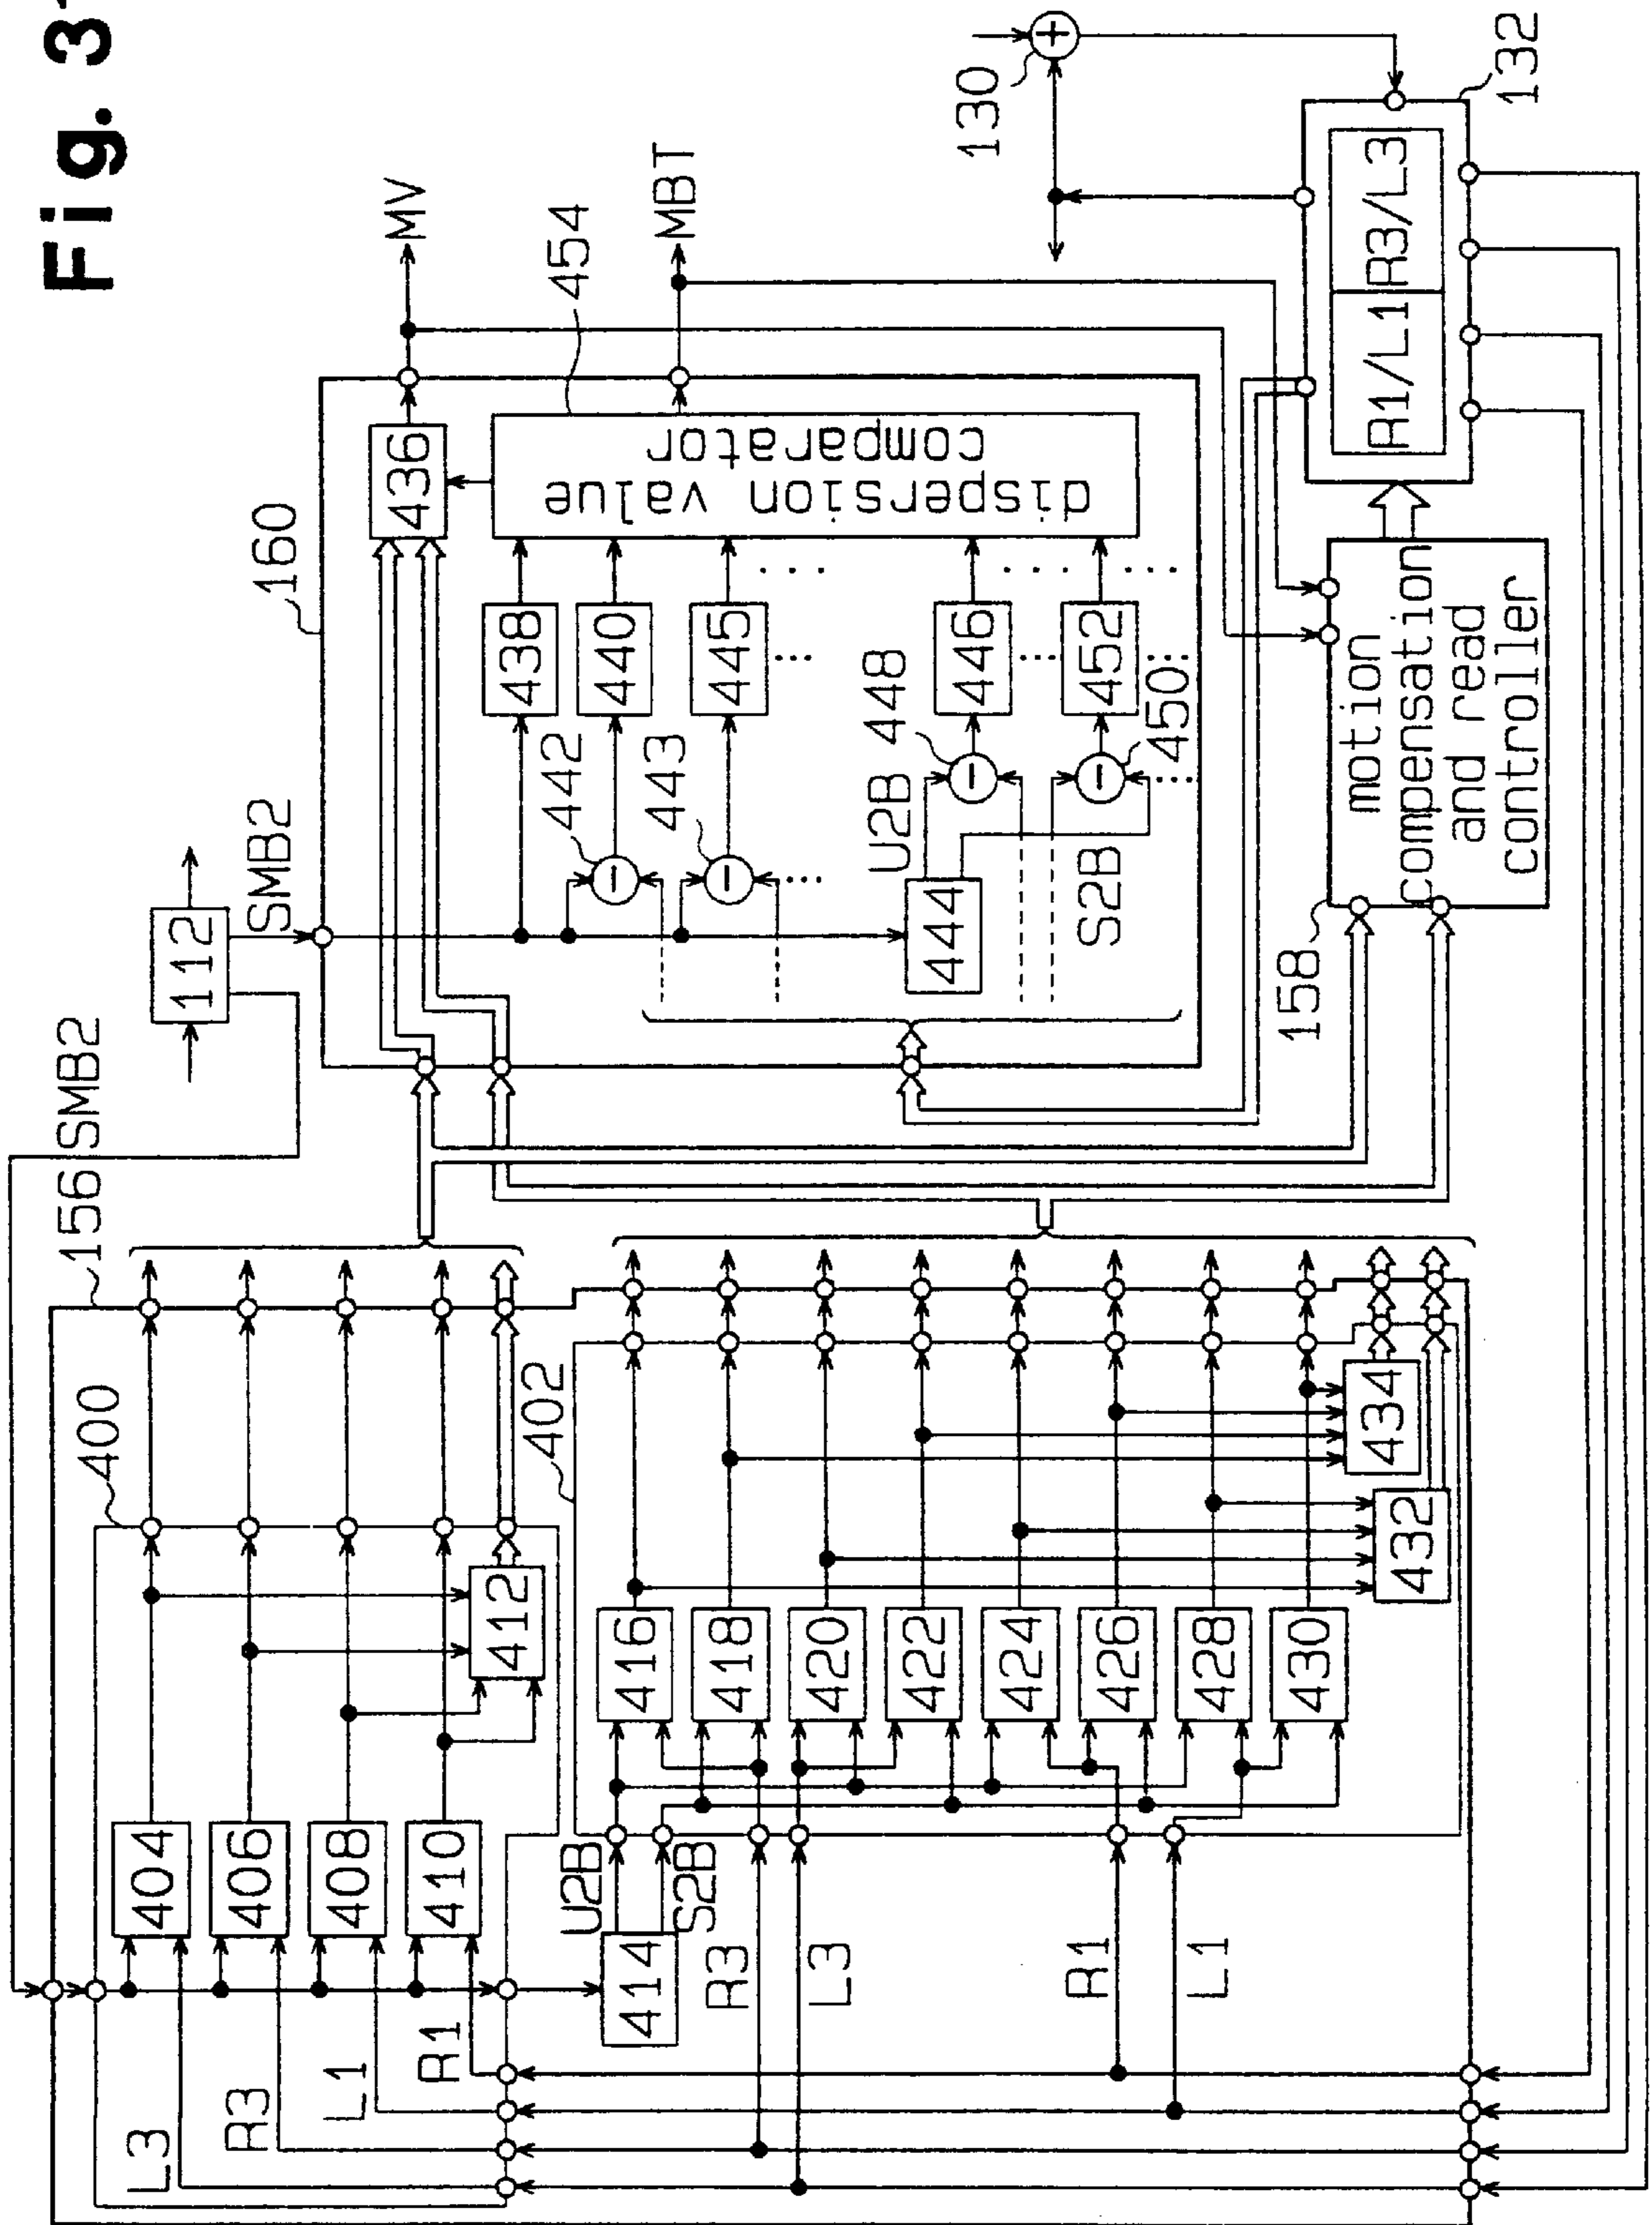 Fig. 3
156
SMB2
400
404
406
408
410
412
L3
R3
L1
R1
402
414
U2B
S2B
R3
L3
R1
L1
416
418
420
422
424
426
428
430
432
434
112
SMB2
160
436
438
440
445
442
443
444
U2B
448
446
S2B
450
452
dispersion value
comparator
454
MV
MBT
158
motion
compensation
and read
controller
130
R1/L1
R3/L3
132